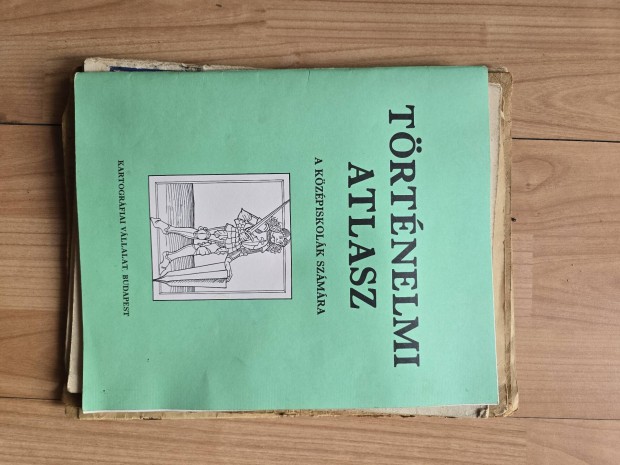 TÖRTÉNELMI
ATLASZ
A KÖZÉPISKOLÁK SZÁMÁRA
KARTOGRÁFIAI VÁLLALAT BUDAPEST